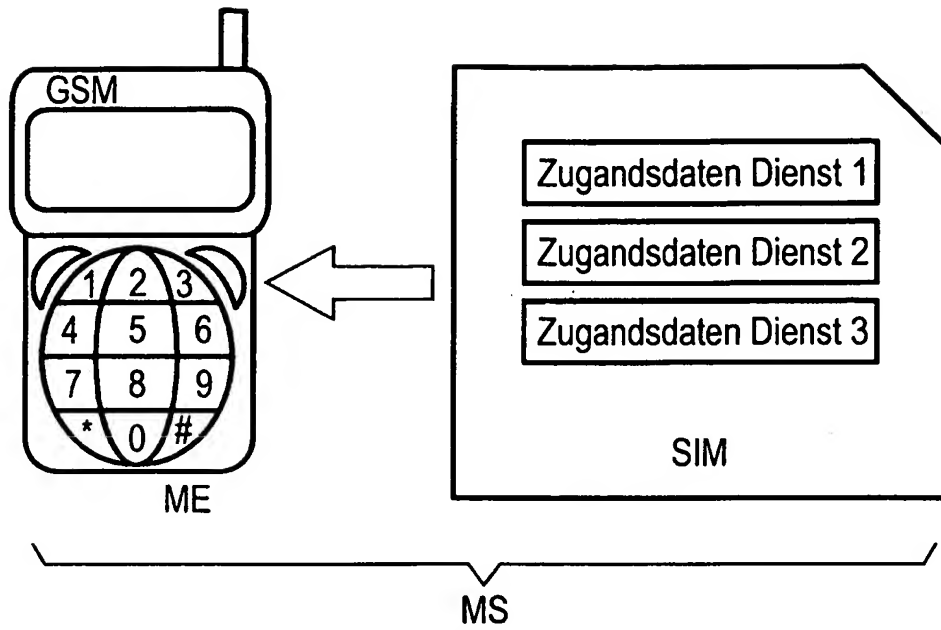 GSM
1 2 3
4 5 6
7 8 9
* 0 #
ME
Zugandsdaten Dienst 1
Zugandsdaten Dienst 2
Zugandsdaten Dienst 3
SIM
MS